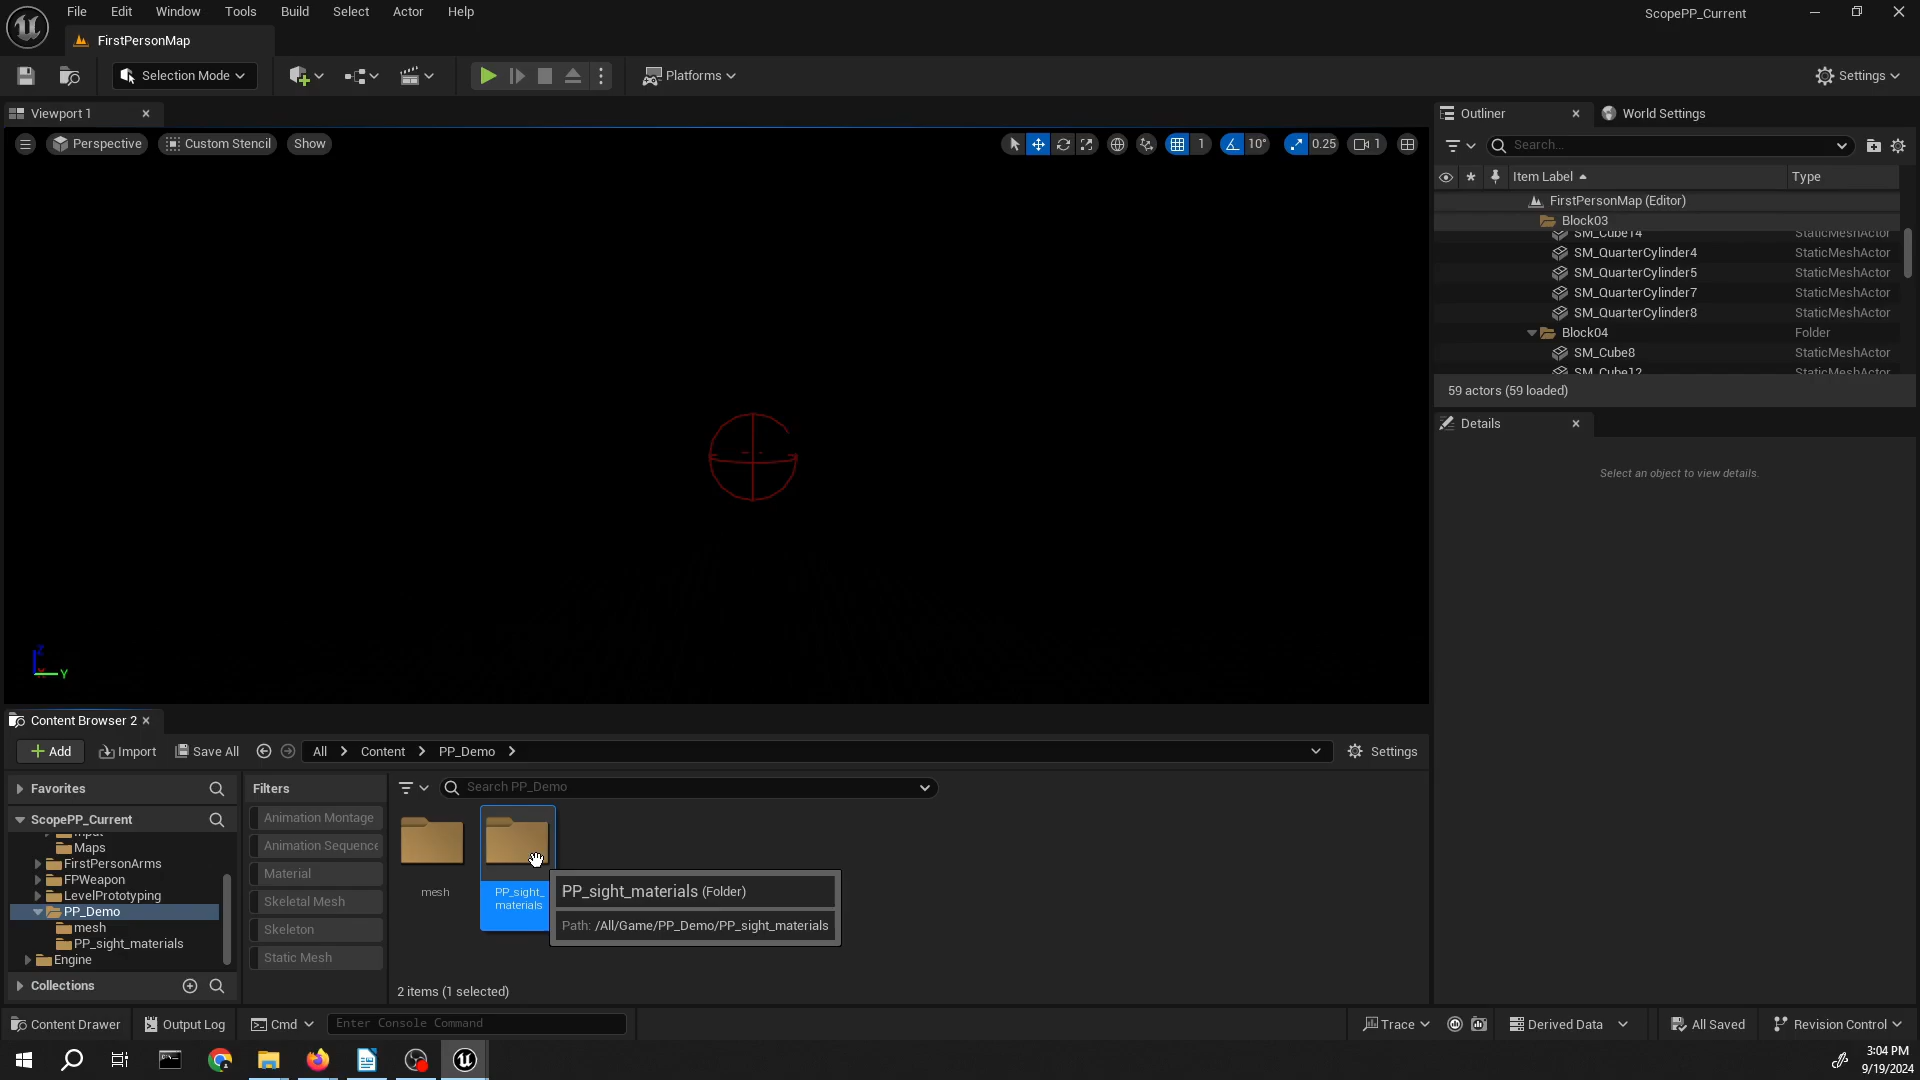 File Edit Window Tools Build Select Actor Help
ScopePP_Current
FirstPersonMap
Selection Mode
Platforms
Settings
Viewport 1
Outliner
World Settings
Perspective
Custom Stencil
Show
1
10°
0.25
1
Search...
Item Label
Type
FirstPersonMap (Editor)
Block03
SM_Cube14 StaticMeshActor
SM_QuarterCylinder4 StaticMeshActor
SM_QuarterCylinder5 StaticMeshActor
SM_QuarterCylinder7 StaticMeshActor
SM_QuarterCylinder8 StaticMeshActor
Block04 Folder
SM_Cube8 StaticMeshActor
SM_Cube12 StaticMeshActor
59 actors (59 loaded)
Details
Select an object to view details.
Z
Y
Content Browser 2
Add
Import
Save All
All
Content
PP_Demo
Settings
Favorites
Filters
Search PP_Demo
ScopePP_Current
Input
Maps
FirstPersonArms
FPWeapon
LevelPrototyping
PP_Demo
mesh
PP_sight_materials
Engine
Collections
Animation Montage
Animation Sequence
Material
Skeletal Mesh
Skeleton
Static Mesh
mesh
PP_sight_
materials
PP_sight_materials (Folder)
Path: /All/Game/PP_Demo/PP_sight_materials
2 items (1 selected)
Content Drawer
Output Log
Cmd
Enter Console Command
Trace
Derived Data
All Saved
Revision Control
3:04 PM
9/19/2024